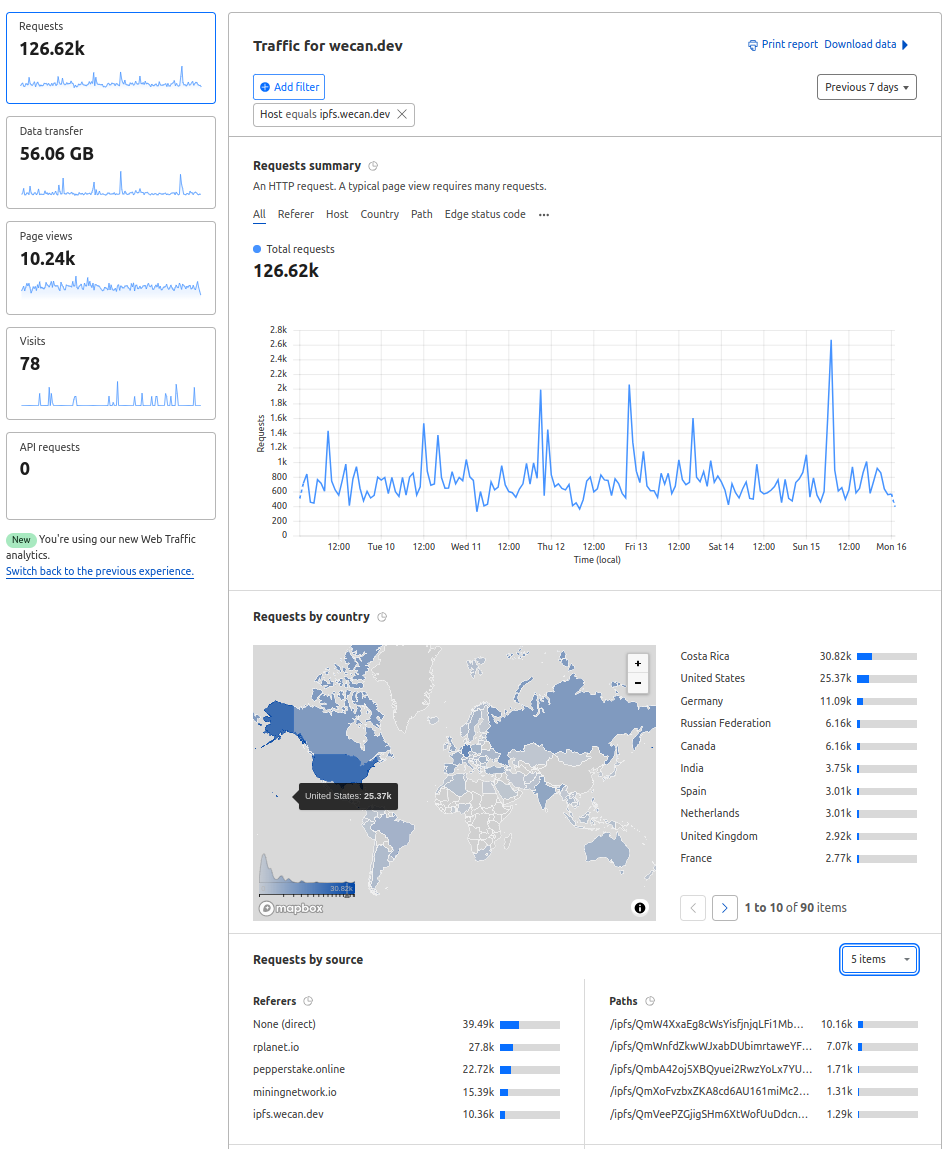 Requests
126.62k
Data transfer
56.06 GB
Page views
10.24k
Visits
78
API requests
0
New You're using our new Web Traffic
analytics.
Switch back to the previous experience.
Traffic for wecan.dev
Print report Download data
Add filter
Previous 7 days
Host equals ipfs.wecan.dev
Requests summary
An HTTP request. A typical page view requires many requests.
All Referer Host Country Path Edge status code ...
Total requests
126.62k
2.8k
2.6k
2.4k
2.2k
2k
1.8k
1.6k
1.4k
1.2k
1k
800
600
400
200
0
Requests
12:00 Tue 10 12:00 Wed 11 12:00 Thu 12 12:00 Fri 13 12:00 Sat 14 12:00 Sun 15 12:00 Mon 16
Time (local)
Requests by country
+
−
United States: 25.37k
30.82k
mapbox
Costa Rica 30.82k
United States 25.37k
Germany 11.09k
Russian Federation 6.16k
Canada 6.16k
India 3.75k
Spain 3.01k
Netherlands 3.01k
United Kingdom 2.92k
France 2.77k
1 to 10 of 90 items
Requests by source
5 items
Referers
None (direct) 39.49k
rplanet.io 27.8k
pepperstake.online 22.72k
miningnetwork.io 15.39k
ipfs.wecan.dev 10.36k
Paths
/ipfs/QmW4XxaEg8cWsYisfjnjqLFi1Mb... 10.16k
/ipfs/QmWnfdZkwWJxabDUbimrtaweYF... 7.07k
/ipfs/QmbA42oj5XBQyuei2RwzYoLx7YU... 1.71k
/ipfs/QmXoFvzbxZKA8cd6AU161miMc2... 1.31k
/ipfs/QmVeePZGjigSHm6XtWofUuDdcn... 1.29k